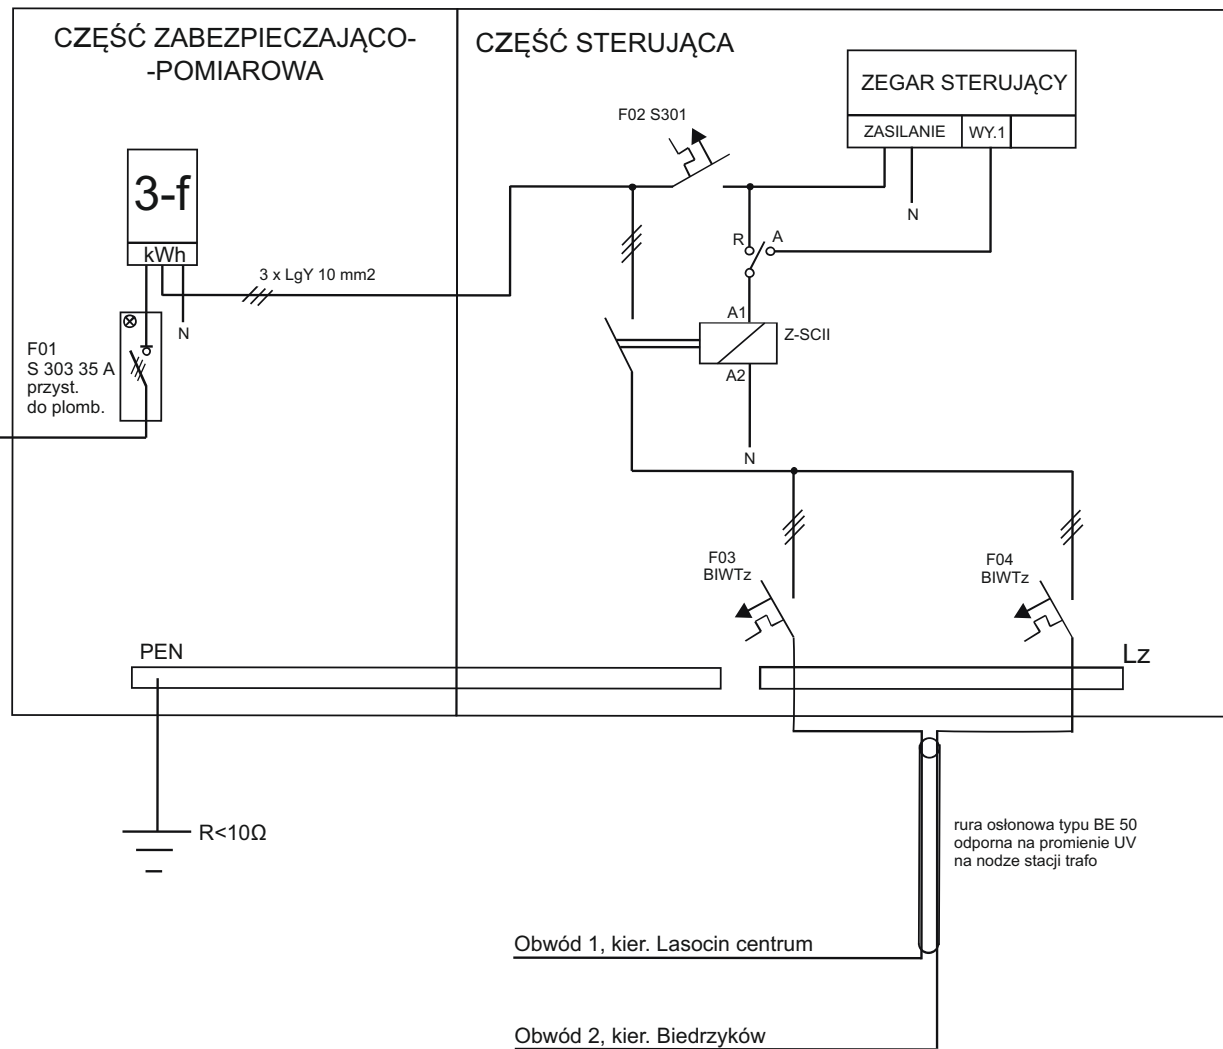 CZĘŚĆ ZABEZPIECZAJĄCO-
-POMIAROWA
CZĘŚĆ STERUJĄCA
ZEGAR STERUJĄCY
ZASILANIE
WY.1
N
F02 S301
3-f
kWh
N
3 x LgY 10 mm2
F01
S 303 35 A
przyst.
do plomb.
R
A
A1
Z-SCII
A2
N
F03
BIWTz
F04
BIWTz
PEN
Lz
R<10Ω
rura osłonowa typu BE 50
odporna na promienie UV
na nodze stacji trafo
Obwód 1, kier. Lasocin centrum
Obwód 2, kier. Biedrzyków